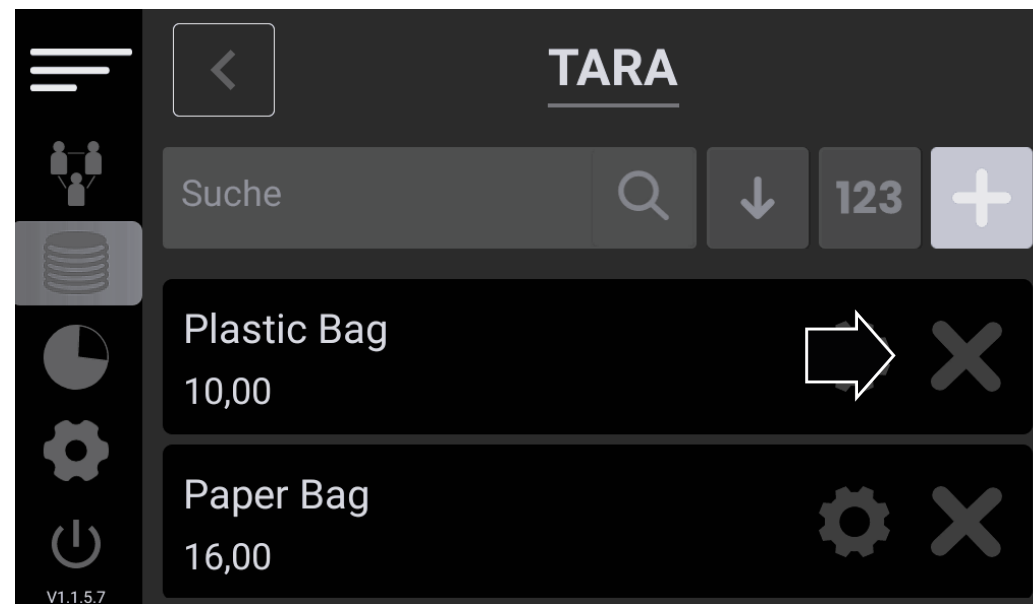 TARA
Suche
123
Plastic Bag
10,00
Paper Bag
16,00
V1.1.5.7